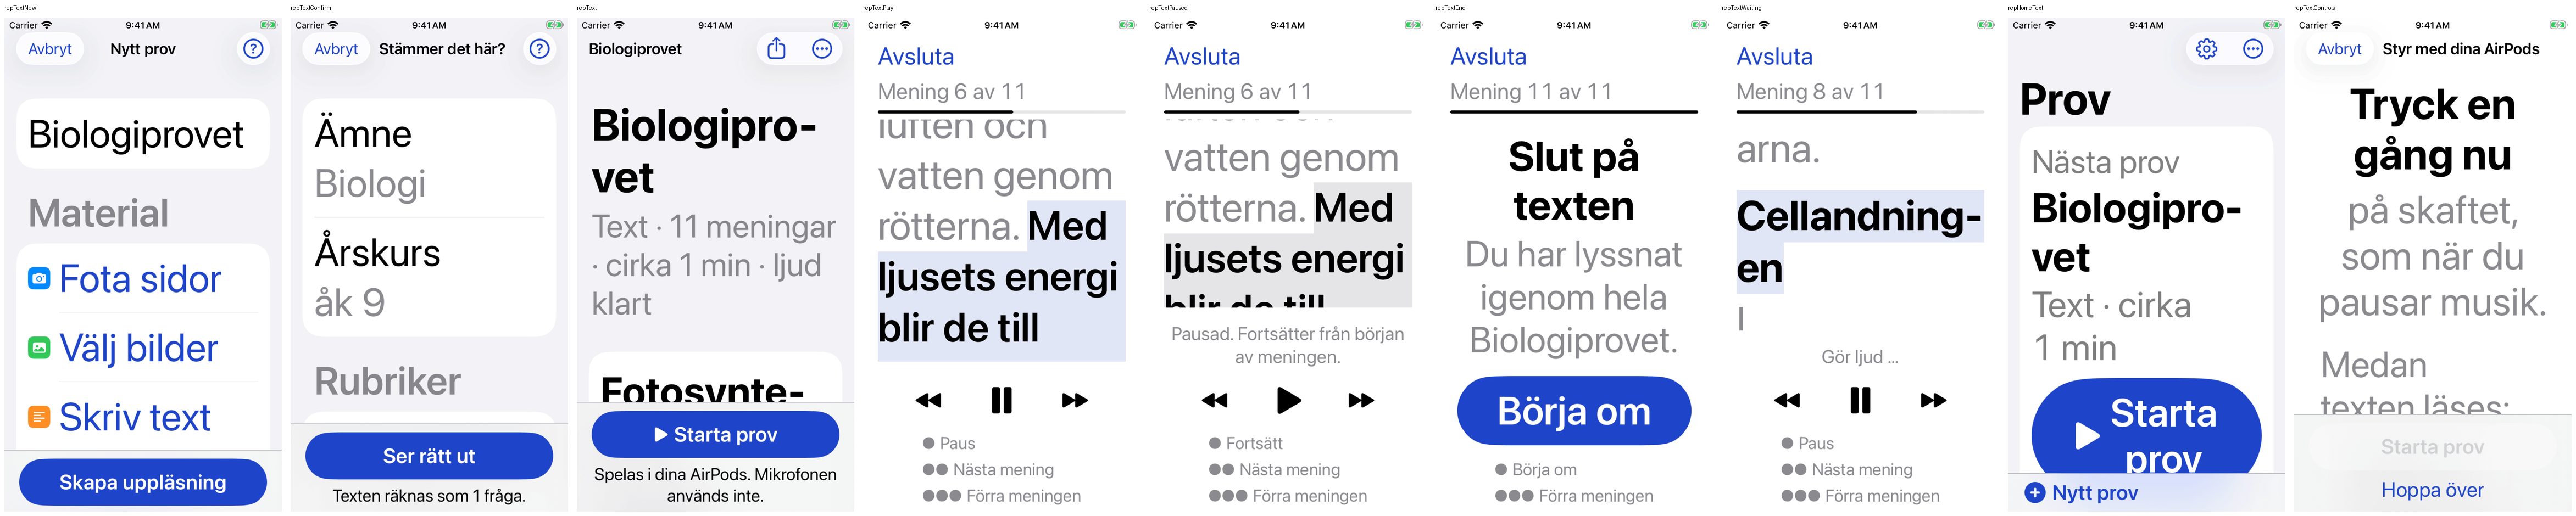 repTextNew
Carrier 9:41 AM
Avbryt Nytt prov ?
Biologiprovet
Material
Fota sidor
Välj bilder
Skriv text
Skapa uppläsning
repTextConfirm
Carrier 9:41 AM
Avbryt Stämmer det här? ?
Ämne
Biologi
Årskurs
åk 9
Rubriker
Ser rätt ut
Texten räknas som 1 fråga.
repText
Carrier 9:41 AM
Biologiprovet
Biologipro-
vet
Text · 11 meningar
· cirka 1 min · ljud
klart
Fotosynte-
Starta prov
Spelas i dina AirPods. Mikrofonen
används inte.
repTextPlay
Carrier 9:41 AM
Avsluta
Mening 6 av 11
luften och
vatten genom
rötterna. Med
ljusets energi
blir de till
Paus
Nästa mening
Förra meningen
repTextPaused
Carrier 9:41 AM
Avsluta
Mening 6 av 11
vatten genom
rötterna. Med
ljusets energi
blir de till
Pausad. Fortsätter från början
av meningen.
Fortsätt
Nästa mening
Förra meningen
repTextEnd
Carrier 9:41 AM
Avsluta
Mening 11 av 11
Slut på
texten
Du har lyssnat
igenom hela
Biologiprovet.
Börja om
Börja om
Förra meningen
repTextWaiting
Carrier 9:41 AM
Avsluta
Mening 8 av 11
arna.
Cellandning-
en
I
Gör ljud ...
Paus
Nästa mening
Förra meningen
repHomeText
Carrier 9:41 AM
Prov
Nästa prov
Biologipro-
vet
Text · cirka
1 min
Starta
prov
Nytt prov
repTextControls
Carrier 9:41 AM
Avbryt Styr med dina AirPods
Tryck en
gång nu
på skaftet,
som när du
pausar musik.
Medan
texten läses:
Starta prov
Hoppa över